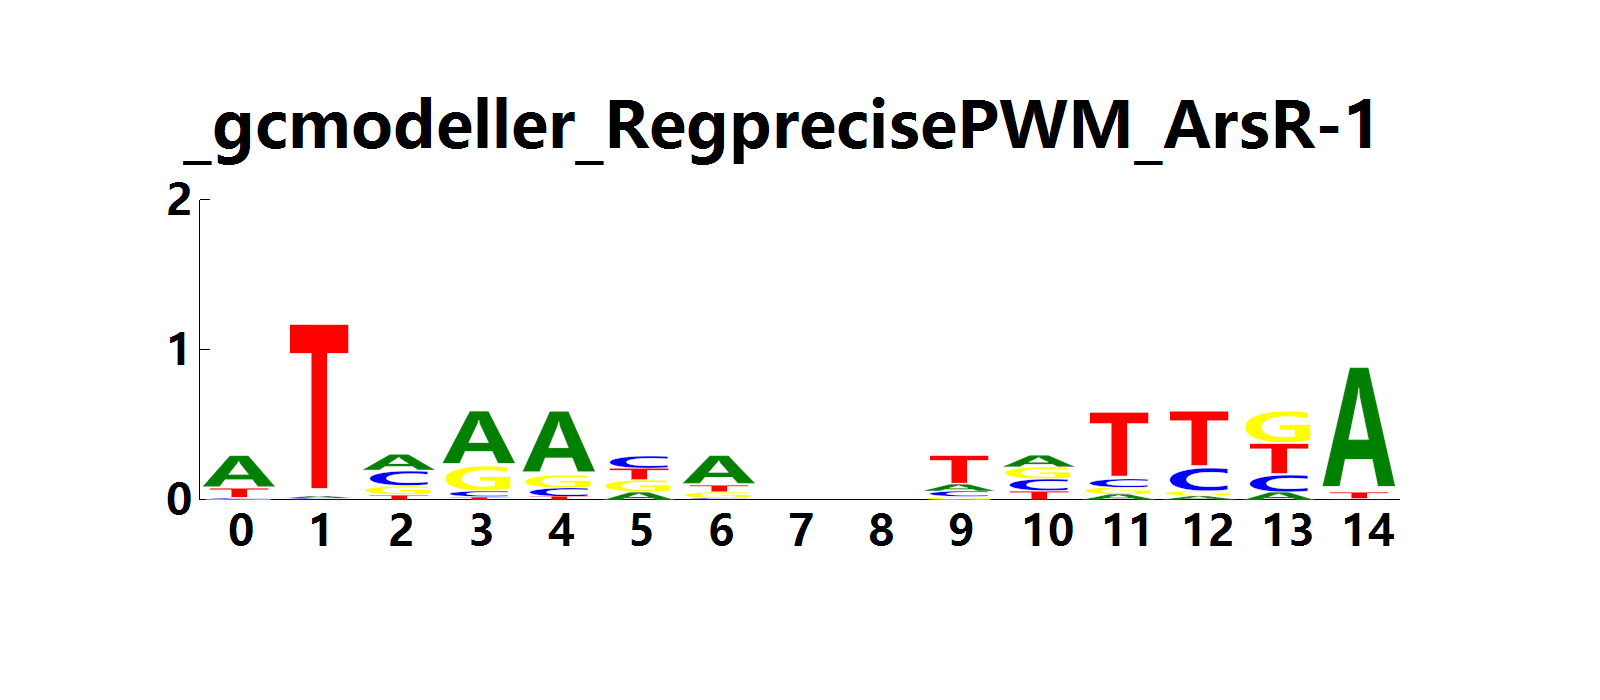 _gcmodeller_RegprecisePWM_ArsR-1
2
1
0
A T A C G T A G C T A G C T C T G A A T G T A C G A G C T T C G A T C G A G T C A A T
0 1 2 3 4 5 6 7 8 9 10 11 12 13 14